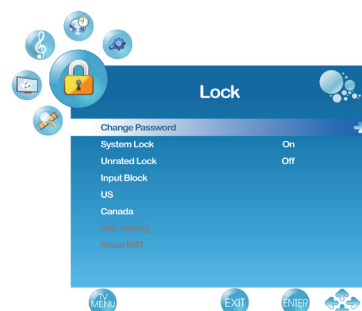 Lock
Change Password
System Lock On
Unrated Lock Off
Input Block
US
Canada
RRT Setting
Reset RRT
TV
MENU
EXIT
ENTER